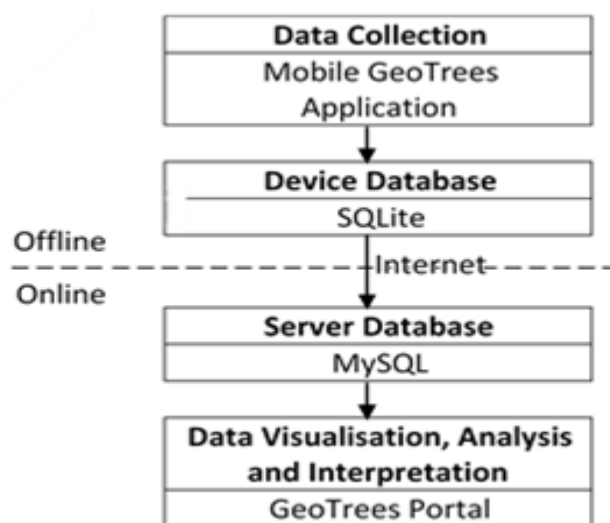 Data Collection
Mobile GeoTrees
Application
Device Database
SQLite
Offline
Internet
Online
Server Database
MySQL
Data Visualisation, Analysis
and Interpretation
GeoTrees Portal